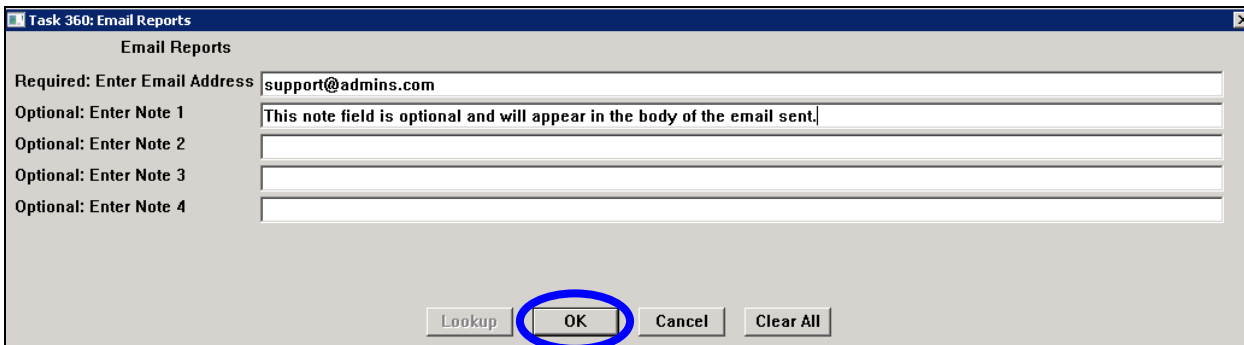 Task 360: Email Reports
Email Reports
Required: Enter Email Address support@admins.com
Optional: Enter Note 1 This note field is optional and will appear in the body of the email sent.
Optional: Enter Note 2
Optional: Enter Note 3
Optional: Enter Note 4
Lookup OK Cancel Clear All